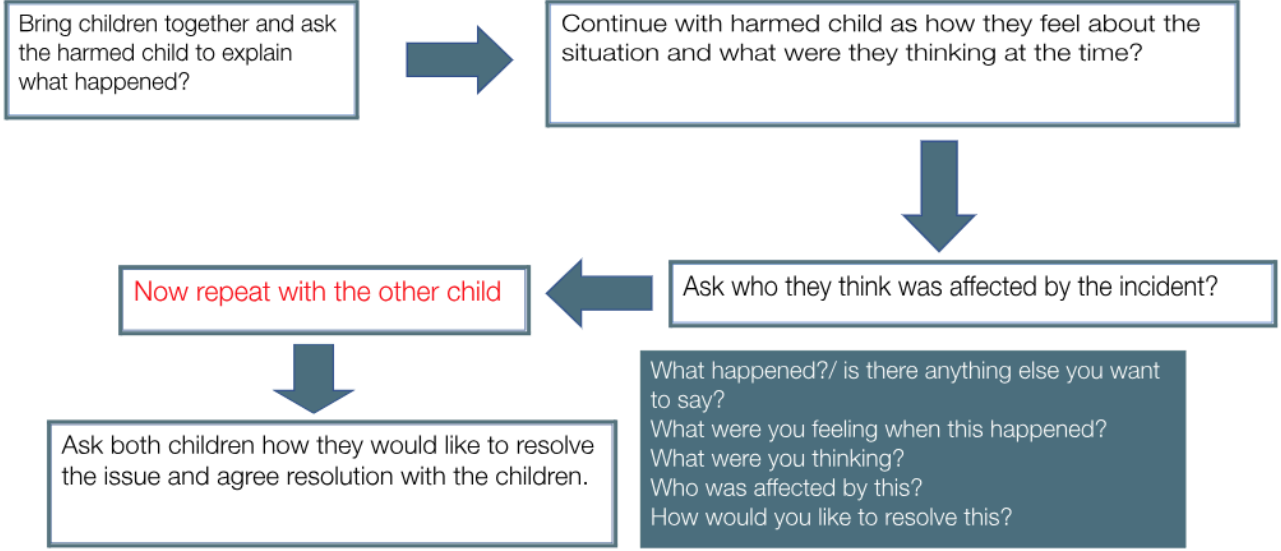 Bring children together and ask
the harmed child to explain
what happened?
Continue with harmed child as how they feel about the
situation and what were they thinking at the time?
Ask who they think was affected by the incident?
Now repeat with the other child
Ask both children how they would like to resolve
the issue and agree resolution with the children.
What happened?/ is there anything else you want
to say?
What were you feeling when this happened?
What were you thinking?
Who was affected by this?
How would you like to resolve this?